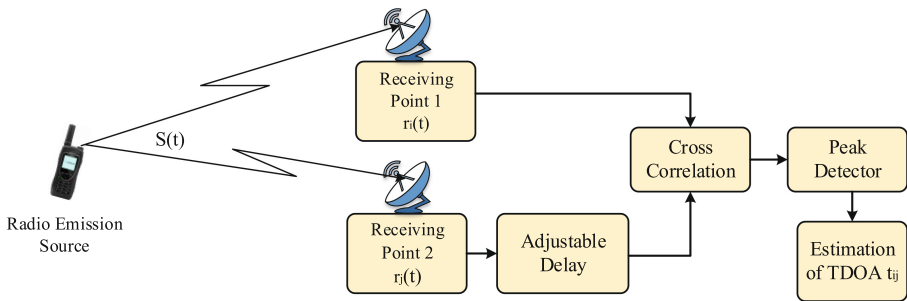 Receiving
Point 1
rᵢ(t)
S(t)
Cross
Correlation
Peak
Detector
Radio Emission
Source
Receiving
Point 2
rⱼ(t)
Adjustable
Delay
Estimation
of TDOA tᵢⱼ